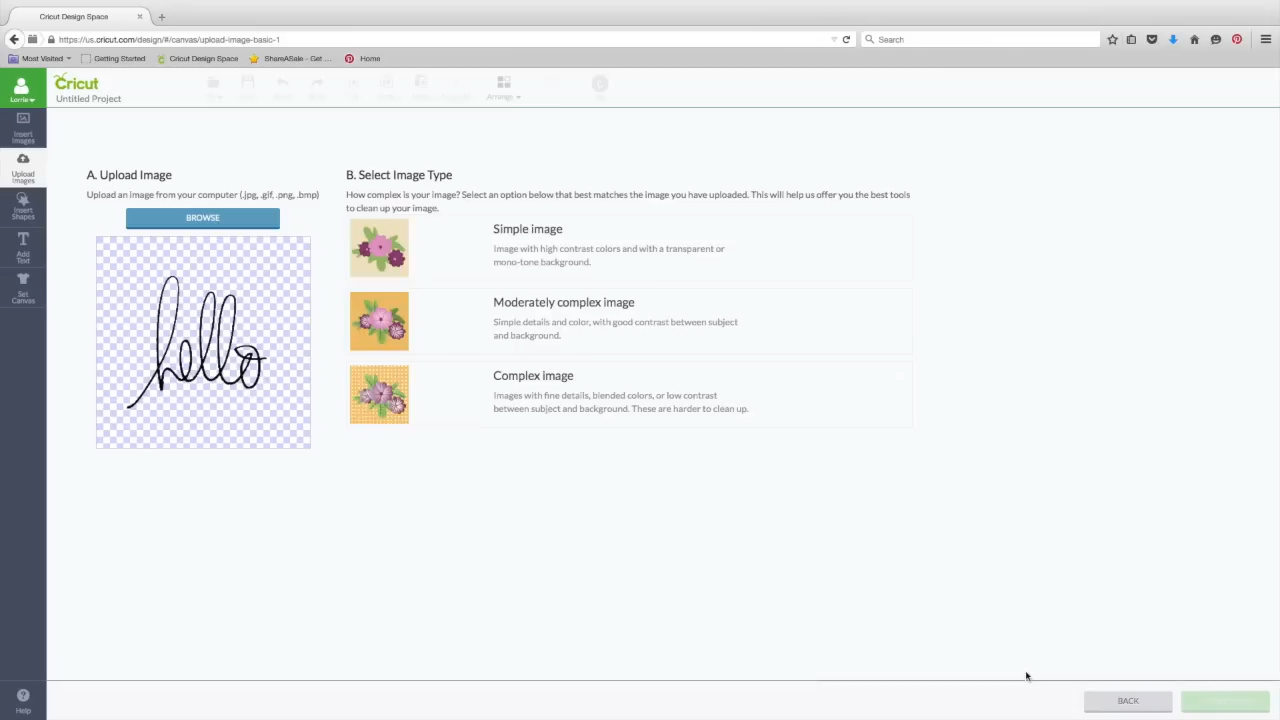 Cricut Design Space
https://us.cricut.com/design/#/canvas/upload-image-basic-1
Search
Most Visited
Getting Started
Cricut Design Space
ShareASale - Get ...
Home
Lorrie
Cricut
Untitled Project
Arrange
Insert
Images
Upload
Images
Insert
Shapes
Add
Text
Set
Canvas
Help
A. Upload Image
Upload an image from your computer (.jpg, .gif, .png, .bmp)
BROWSE
hello
B. Select Image Type
How complex is your image? Select an option below that best matches the image you have uploaded. This will help us offer you the best tools
to clean up your image.
Simple image
Image with high contrast colors and with a transparent or
mono-tone background.
Moderately complex image
Simple details and color, with good contrast between subject
and background.
Complex image
Images with fine details, blended colors, or low contrast
between subject and background. These are harder to clean up.
BACK